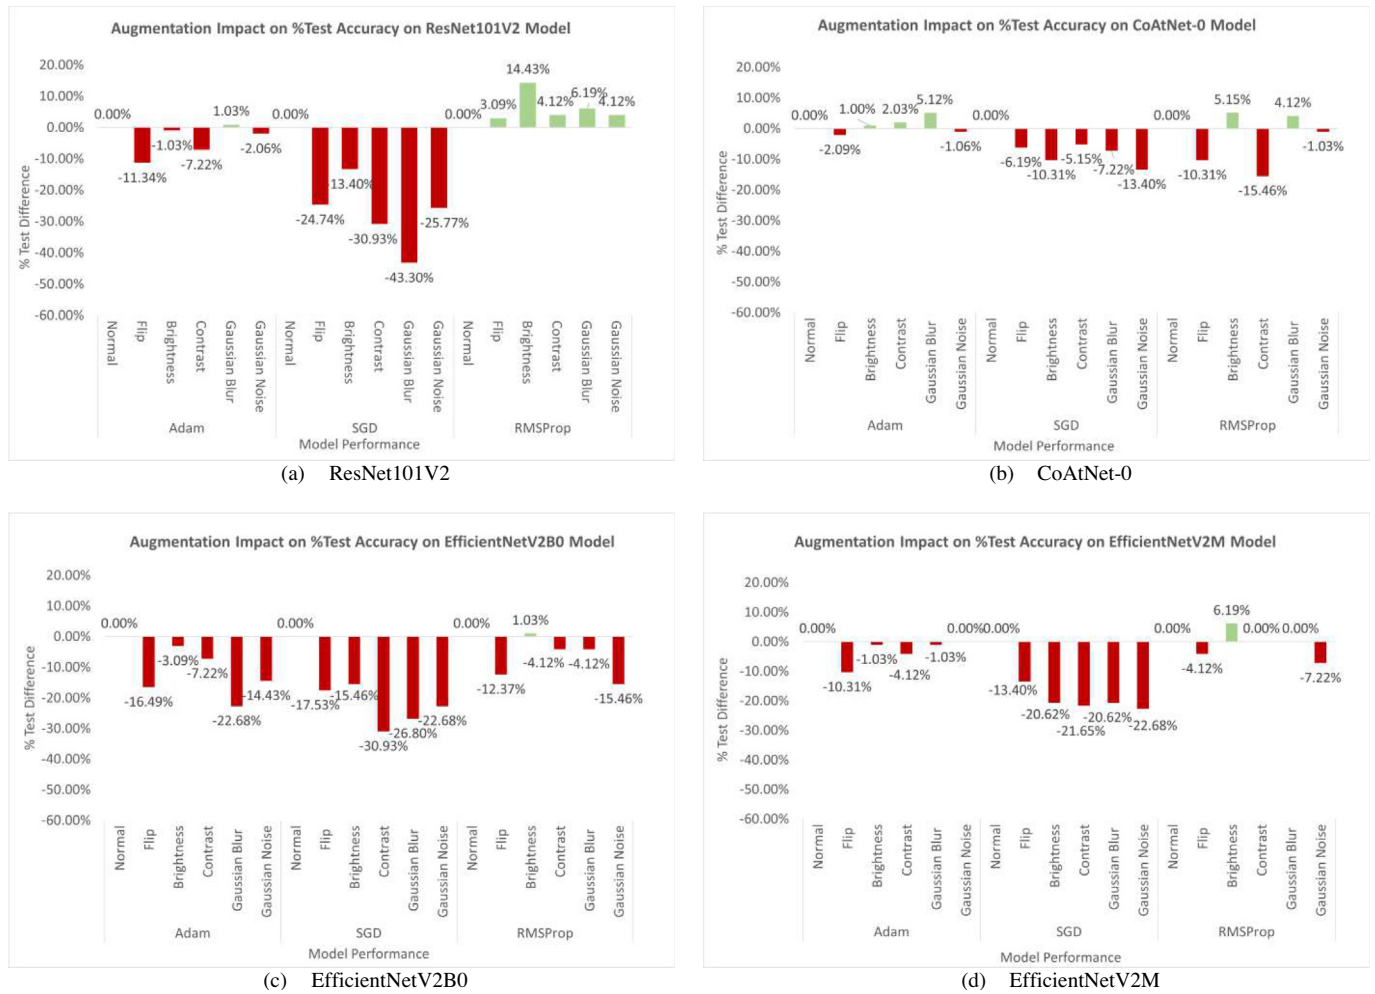 Augmentation Impact on %Test Accuracy on ResNet101V2 Model
20.00%
10.00%
0.00%
-10.00%
-20.00%
-30.00%
-40.00%
-50.00%
-60.00%
% Test Difference
0.00%
-11.34%
-1.03%
-7.22%
1.03%
-2.06%
0.00%
-24.74%
-13.40%
-30.93%
-43.30%
-25.77%
0.00%
3.09%
14.43%
4.12%
6.19%
4.12%
Normal
Flip
Brightness
Contrast
Gaussian Blur
Gaussian Noise
Normal
Flip
Brightness
Contrast
Gaussian Blur
Gaussian Noise
Normal
Flip
Brightness
Contrast
Gaussian Blur
Gaussian Noise
Adam SGD RMSProp
Model Performance
(a) ResNet101V2
Augmentation Impact on %Test Accuracy on CoAtNet-0 Model
20.00%
10.00%
0.00%
-10.00%
-20.00%
-30.00%
-40.00%
-50.00%
-60.00%
% Test Difference
0.00%
-2.09%
1.00%
2.03%
5.12%
-1.06%
0.00%
-6.19%
-10.31%
-5.15%
-7.22%
-13.40%
0.00%
-10.31%
5.15%
-15.46%
4.12%
-1.03%
Normal
Flip
Brightness
Contrast
Gaussian Blur
Gaussian Noise
Normal
Flip
Brightness
Contrast
Gaussian Blur
Gaussian Noise
Normal
Flip
Brightness
Contrast
Gaussian Blur
Gaussian Noise
Adam SGD RMSProp
Model Performance
(b) CoAtNet-0
Augmentation Impact on %Test Accuracy on EfficientNetV2B0 Model
20.00%
10.00%
0.00%
-10.00%
-20.00%
-30.00%
-40.00%
-50.00%
-60.00%
% Test Difference
0.00%
-16.49%
-3.09%
-7.22%
-22.68%
-14.43%
0.00%
-17.53%
-15.46%
-30.93%
-26.80%
-22.68%
0.00%
-12.37%
1.03%
-4.12%
-4.12%
-15.46%
Normal
Flip
Brightness
Contrast
Gaussian Blur
Gaussian Noise
Normal
Flip
Brightness
Contrast
Gaussian Blur
Gaussian Noise
Normal
Flip
Brightness
Contrast
Gaussian Blur
Gaussian Noise
Adam SGD RMSProp
Model Performance
(c) EfficientNetV2B0
Augmentation Impact on %Test Accuracy on EfficientNetV2M Model
20.00%
10.00%
0.00%
-10.00%
-20.00%
-30.00%
-40.00%
-50.00%
-60.00%
% Test Difference
0.00%
-10.31%
-1.03%
-4.12%
-1.03%
0.00%
0.00%
-13.40%
-20.62%
-21.65%
-20.62%
-22.68%
0.00%
-4.12%
6.19%
0.00%
0.00%
-7.22%
Normal
Flip
Brightness
Contrast
Gaussian Blur
Gaussian Noise
Normal
Flip
Brightness
Contrast
Gaussian Blur
Gaussian Noise
Normal
Flip
Brightness
Contrast
Gaussian Blur
Gaussian Noise
Adam SGD RMSProp
Model Performance
(d) EfficientNetV2M